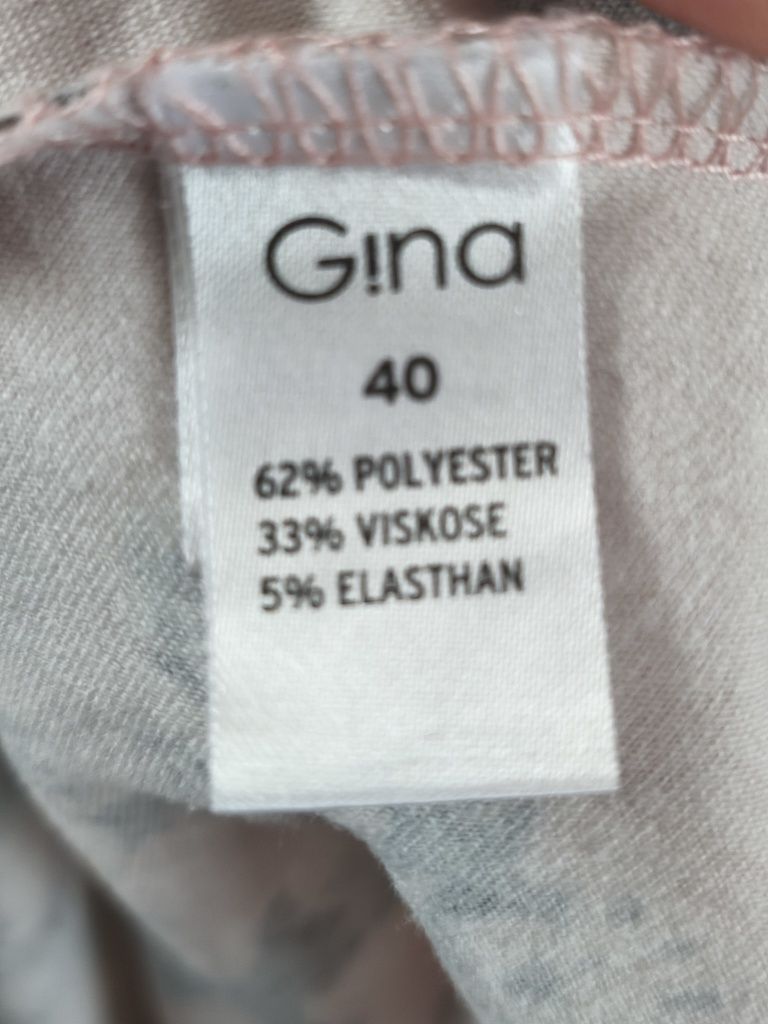 G!na
40
62% POLYESTER
33% VISKOSE
5% ELASTHAN